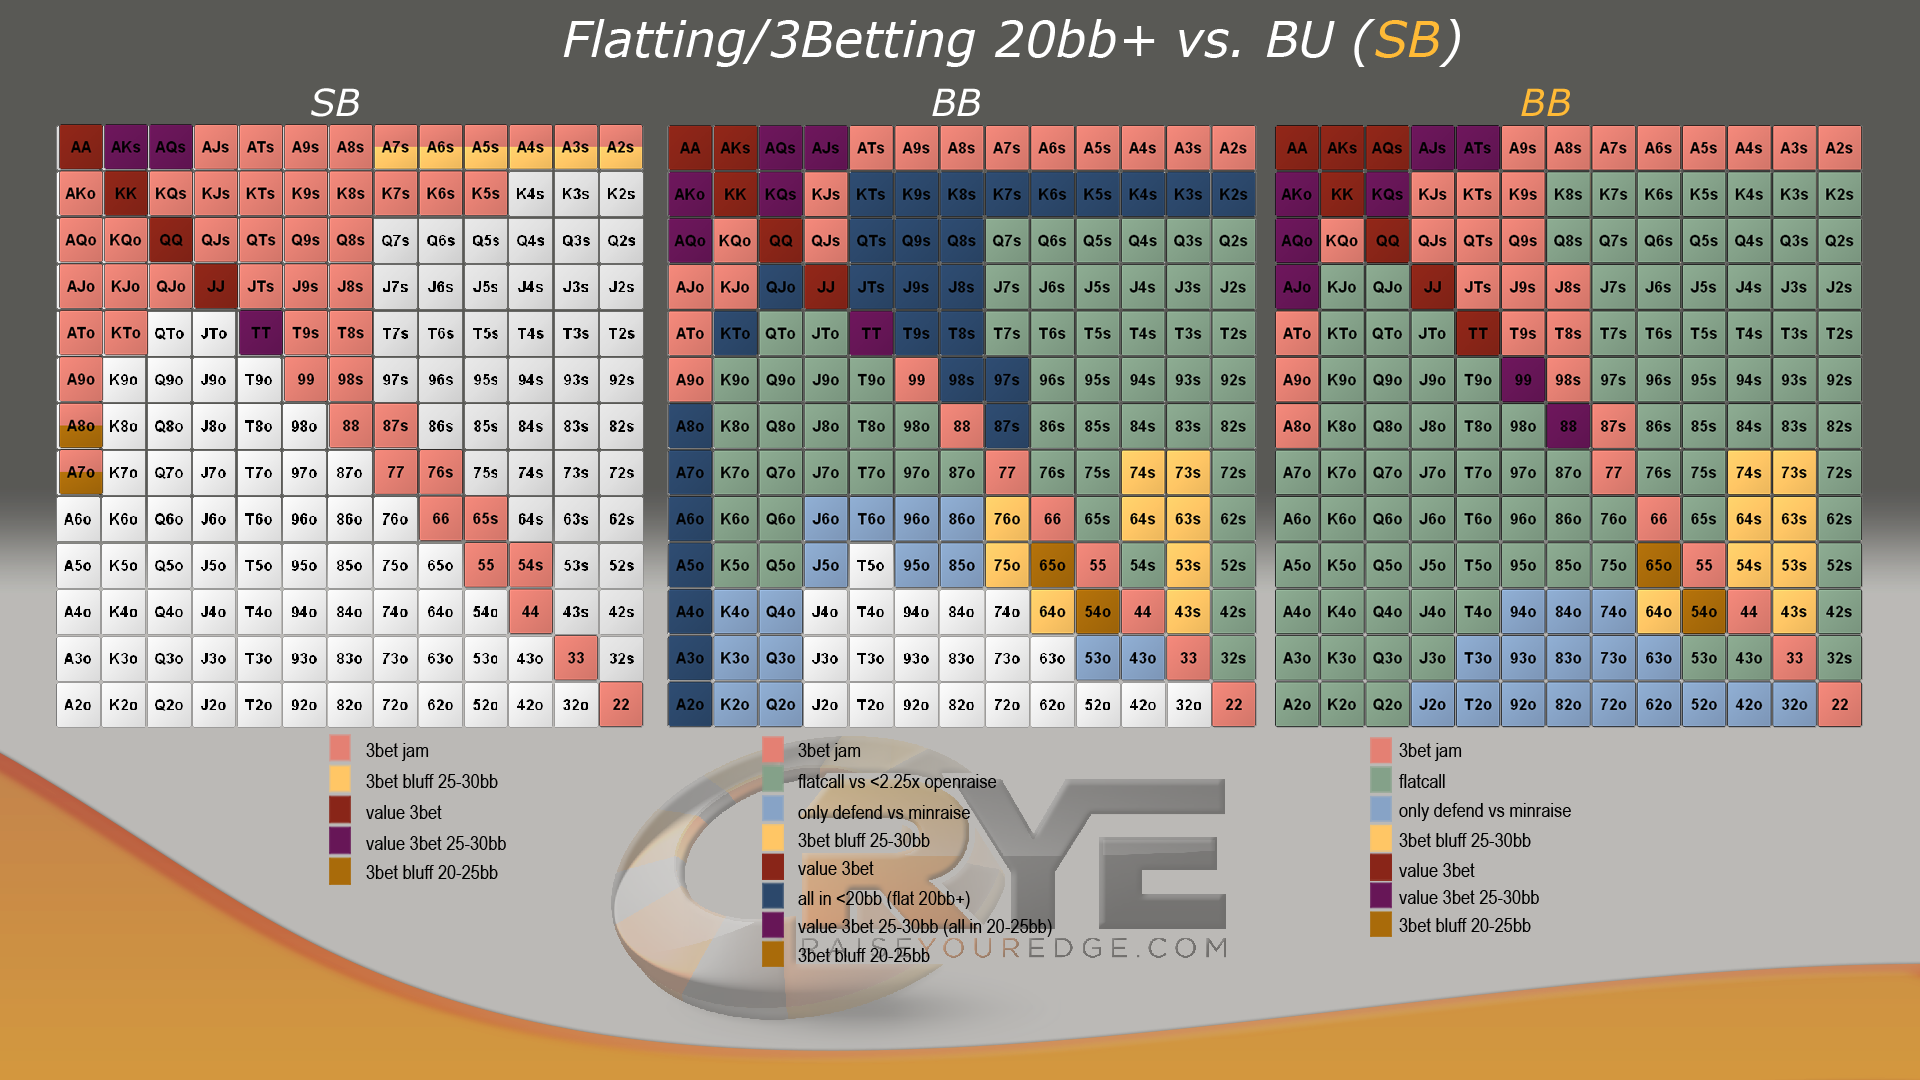 Flatting/3Betting 20bb+ vs. BU (SB)
SB
AA AKs AQs AJs ATs A9s A8s A7s A6s A5s A4s A3s A2s
AKo KK KQs KJs KTs K9s K8s K7s K6s K5s K4s K3s K2s
AQo KQo QQ QJs QTs Q9s Q8s Q7s Q6s Q5s Q4s Q3s Q2s
AJo KJo QJo JJ JTs J9s J8s J7s J6s J5s J4s J3s J2s
ATo KTo QTo JTo TT T9s T8s T7s T6s T5s T4s T3s T2s
A9o K9o Q9o J9o T9o 99 98s 97s 96s 95s 94s 93s 92s
A8o K8o Q8o J8o T8o 98o 88 87s 86s 85s 84s 83s 82s
A7o K7o Q7o J7o T7o 97o 87o 77 76s 75s 74s 73s 72s
A6o K6o Q6o J6o T6o 96o 86o 76o 66 65s 64s 63s 62s
A5o K5o Q5o J5o T5o 95o 85o 75o 65o 55 54s 53s 52s
A4o K4o Q4o J4o T4o 94o 84o 74o 64o 54o 44 43s 42s
A3o K3o Q3o J3o T3o 93o 83o 73o 63o 53o 43o 33 32s
A2o K2o Q2o J2o T2o 92o 82o 72o 62o 52o 42o 32o 22
3bet jam
3bet bluff 25-30bb
value 3bet
value 3bet 25-30bb
3bet bluff 20-25bb
BB
AA AKs AQs AJs ATs A9s A8s A7s A6s A5s A4s A3s A2s
AKo KK KQs KJs KTs K9s K8s K7s K6s K5s K4s K3s K2s
AQo KQo QQ QJs QTs Q9s Q8s Q7s Q6s Q5s Q4s Q3s Q2s
AJo KJo QJo JJ JTs J9s J8s J7s J6s J5s J4s J3s J2s
ATo KTo QTo JTo TT T9s T8s T7s T6s T5s T4s T3s T2s
A9o K9o Q9o J9o T9o 99 98s 97s 96s 95s 94s 93s 92s
A8o K8o Q8o J8o T8o 98o 88 87s 86s 85s 84s 83s 82s
A7o K7o Q7o J7o T7o 97o 87o 77 76s 75s 74s 73s 72s
A6o K6o Q6o J6o T6o 96o 86o 76o 66 65s 64s 63s 62s
A5o K5o Q5o J5o T5o 95o 85o 75o 65o 55 54s 53s 52s
A4o K4o Q4o J4o T4o 94o 84o 74o 64o 54o 44 43s 42s
A3o K3o Q3o J3o T3o 93o 83o 73o 63o 53o 43o 33 32s
A2o K2o Q2o J2o T2o 92o 82o 72o 62o 52o 42o 32o 22
3bet jam
flatcall vs <2.25x openraise
only defend vs minraise
3bet bluff 25-30bb
value 3bet
all in <20bb (flat 20bb+)
value 3bet 25-30bb (all in 20-25bb)
3bet bluff 20-25bb
RYE
RAISEYOUREDGE.COM
BB
AA AKs AQs AJs ATs A9s A8s A7s A6s A5s A4s A3s A2s
AKo KK KQs KJs KTs K9s K8s K7s K6s K5s K4s K3s K2s
AQo KQo QQ QJs QTs Q9s Q8s Q7s Q6s Q5s Q4s Q3s Q2s
AJo KJo QJo JJ JTs J9s J8s J7s J6s J5s J4s J3s J2s
ATo KTo QTo JTo TT T9s T8s T7s T6s T5s T4s T3s T2s
A9o K9o Q9o J9o T9o 99 98s 97s 96s 95s 94s 93s 92s
A8o K8o Q8o J8o T8o 98o 88 87s 86s 85s 84s 83s 82s
A7o K7o Q7o J7o T7o 97o 87o 77 76s 75s 74s 73s 72s
A6o K6o Q6o J6o T6o 96o 86o 76o 66 65s 64s 63s 62s
A5o K5o Q5o J5o T5o 95o 85o 75o 65o 55 54s 53s 52s
A4o K4o Q4o J4o T4o 94o 84o 74o 64o 54o 44 43s 42s
A3o K3o Q3o J3o T3o 93o 83o 73o 63o 53o 43o 33 32s
A2o K2o Q2o J2o T2o 92o 82o 72o 62o 52o 42o 32o 22
3bet jam
flatcall
only defend vs minraise
3bet bluff 25-30bb
value 3bet
value 3bet 25-30bb
3bet bluff 20-25bb